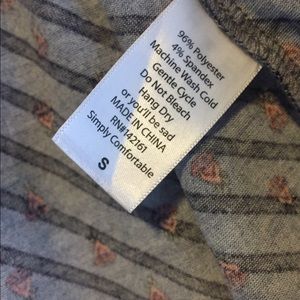 96% Polyester
4% Spandex
Machine Wash Cold
Gentle Cycle
Do Not Bleach
Hang Dry
or you'll be sad
MADE IN CHINA
RN#142161
Simply Comfortable
S